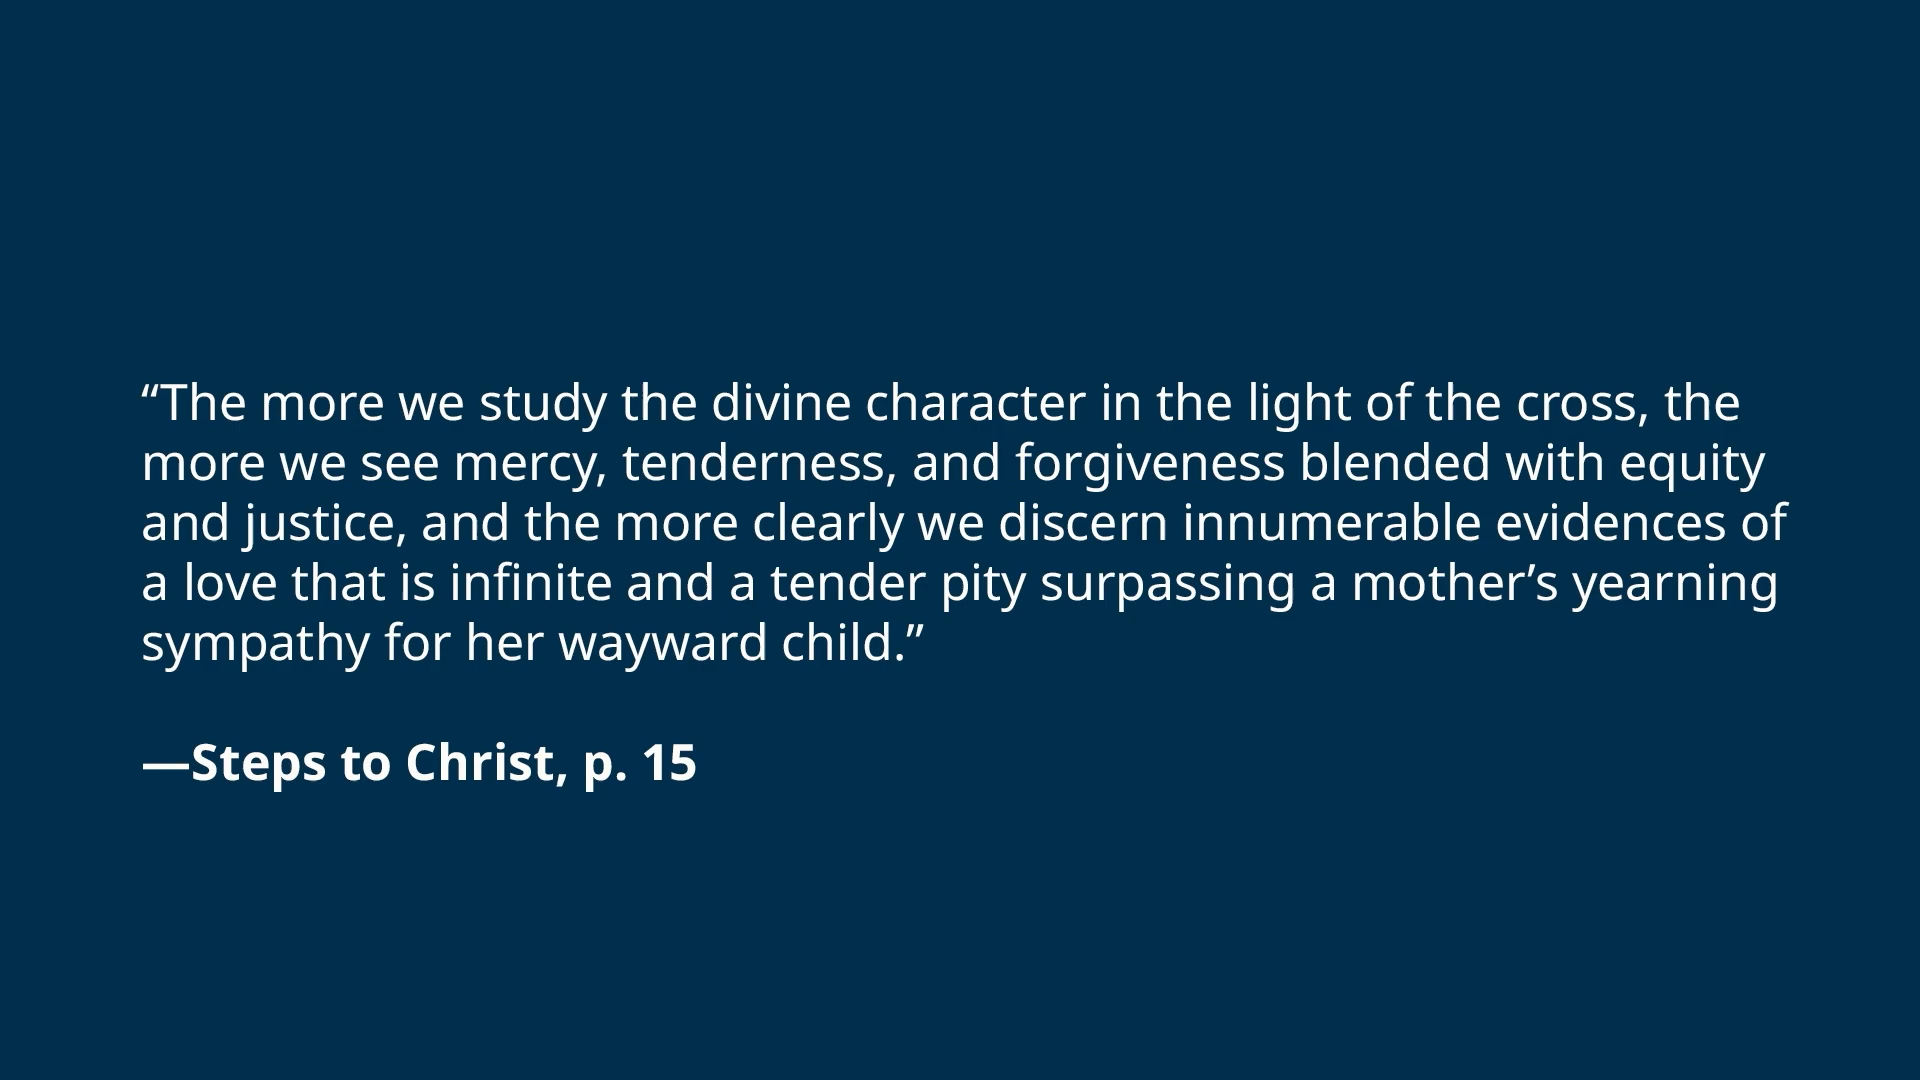 “The more we study the divine character in the light of the cross, the
more we see mercy, tenderness, and forgiveness blended with equity
and justice, and the more clearly we discern innumerable evidences of
a love that is infinite and a tender pity surpassing a mother’s yearning
sympathy for her wayward child.”
—Steps to Christ, p. 15